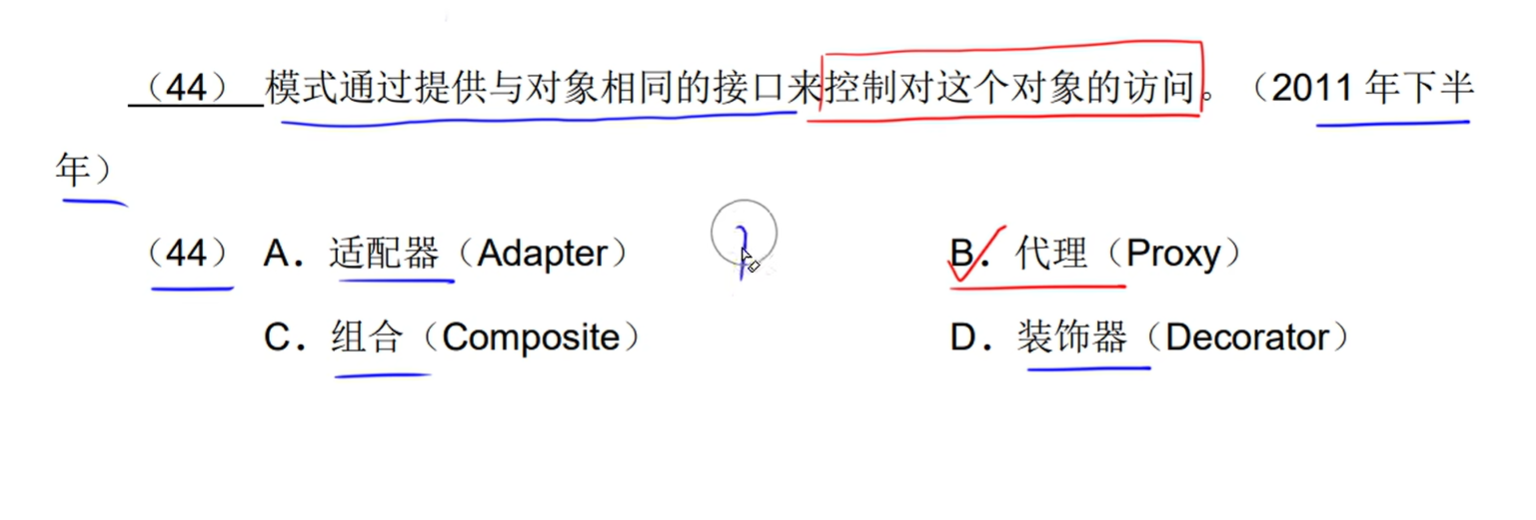 （44） 模式通过提供与对象相同的接口来控制对这个对象的访问。（2011 年下半
年）
（44） A．适配器（Adapter） B．代理（Proxy）
C．组合（Composite） D．装饰器（Decorator）